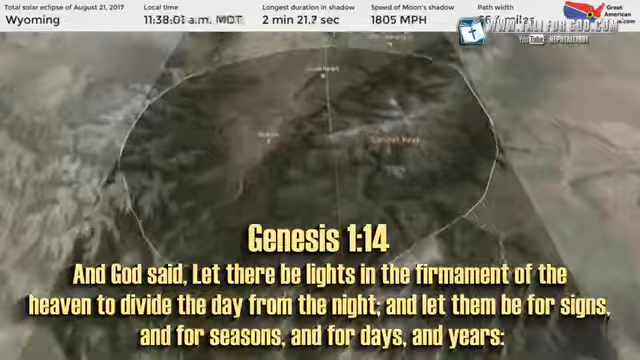 Total solar eclipse of August 21, 2017
Wyoming
Local time
11:38:01 a.m. MDT
Longest duration in shadow
2 min 21.? sec
Speed of Moon's shadow
1805 MPH
Path width
Great
American
YouTube
Genesis 1:14
And God said, Let there be lights in the firmament of the
heaven to divide the day from the night; and let them be for signs,
and for seasons, and for days, and years: